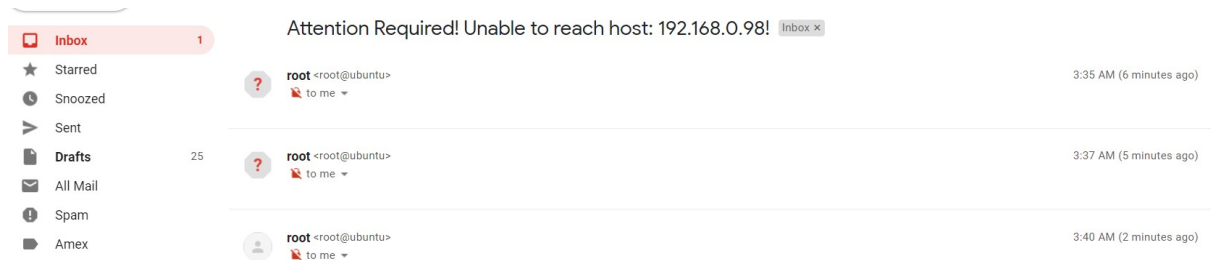 Attention Required! Unable to reach host: 192.168.0.98! Inbox ×
Inbox 1
Starred
Snoozed
Sent
Drafts 25
All Mail
Spam
Amex
? root <root@ubuntu> 3:35 AM (6 minutes ago)
to me
? root <root@ubuntu> 3:37 AM (5 minutes ago)
to me
root <root@ubuntu> 3:40 AM (2 minutes ago)
to me